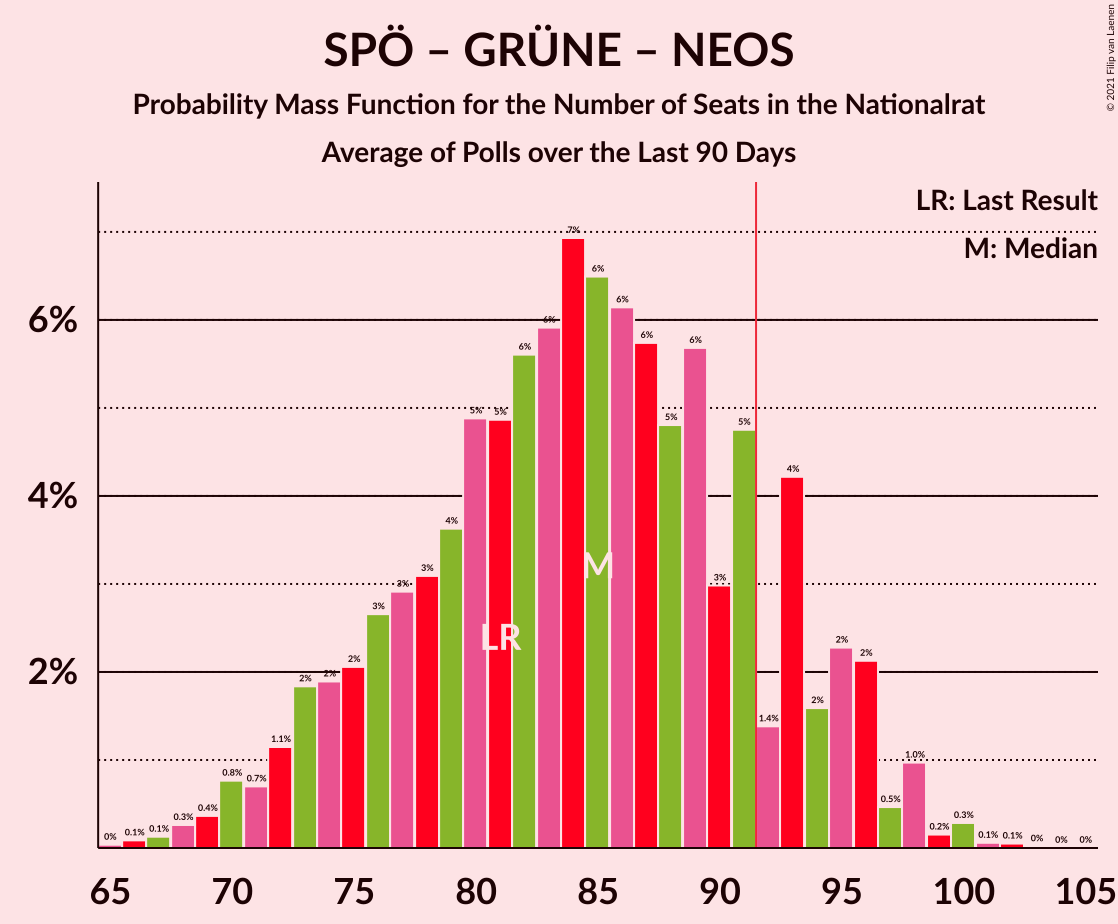 SPÖ – GRÜNE – NEOS
Probability Mass Function for the Number of Seats in the Nationalrat
Average of Polls over the Last 90 Days
© 2021 Filip van Laenen
LR: Last Result
M: Median
6%
4%
2%
0% 0.1% 0.1% 0.3% 0.4% 0.8% 0.7% 1.1% 2% 2% 2% 3% 3% 3% 4% 5% 5% 6% 6% 7% 6% 6% 6% 5% 6% 3% 5% 1.4% 4% 2% 2% 2% 0.5% 1.0% 0.2% 0.3% 0.1% 0.1% 0% 0% 0%
M
LR
65 70 75 80 85 90 95 100 105